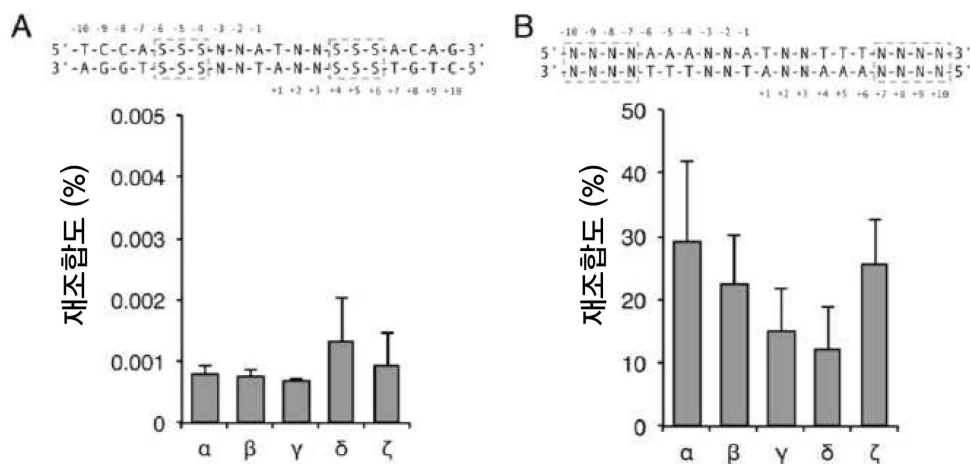 A
-10 -9 -8 -7 -6 -5 -4 -3 -2 -1
5'-T-C-C-A-S-S-S-N-N-A-T-N-N-S-S-S-A-C-A-G-3'
3'-A-G-G-T-S-S-S-N-N-T-A-N-N-S-S-S-T-G-T-C-5'
+1 +2 +3 +4 +5 +6 +7 +8 +9 +10
재조합도 (%)
0.005
0.004
0.003
0.002
0.001
0
α β γ δ ζ
B
-10 -9 -8 -7 -6 -5 -4 -3 -2 -1
5'-N-N-N-N-A-A-A-N-N-A-T-N-N-T-T-T-N-N-N-N-3'
3'-N-N-N-N-T-T-T-N-N-T-A-N-N-A-A-A-N-N-N-N-5'
+1 +2 +3 +4 +5 +6 +7 +8 +9 +10
재조합도 (%)
50
40
30
20
10
0
α β γ δ ζ